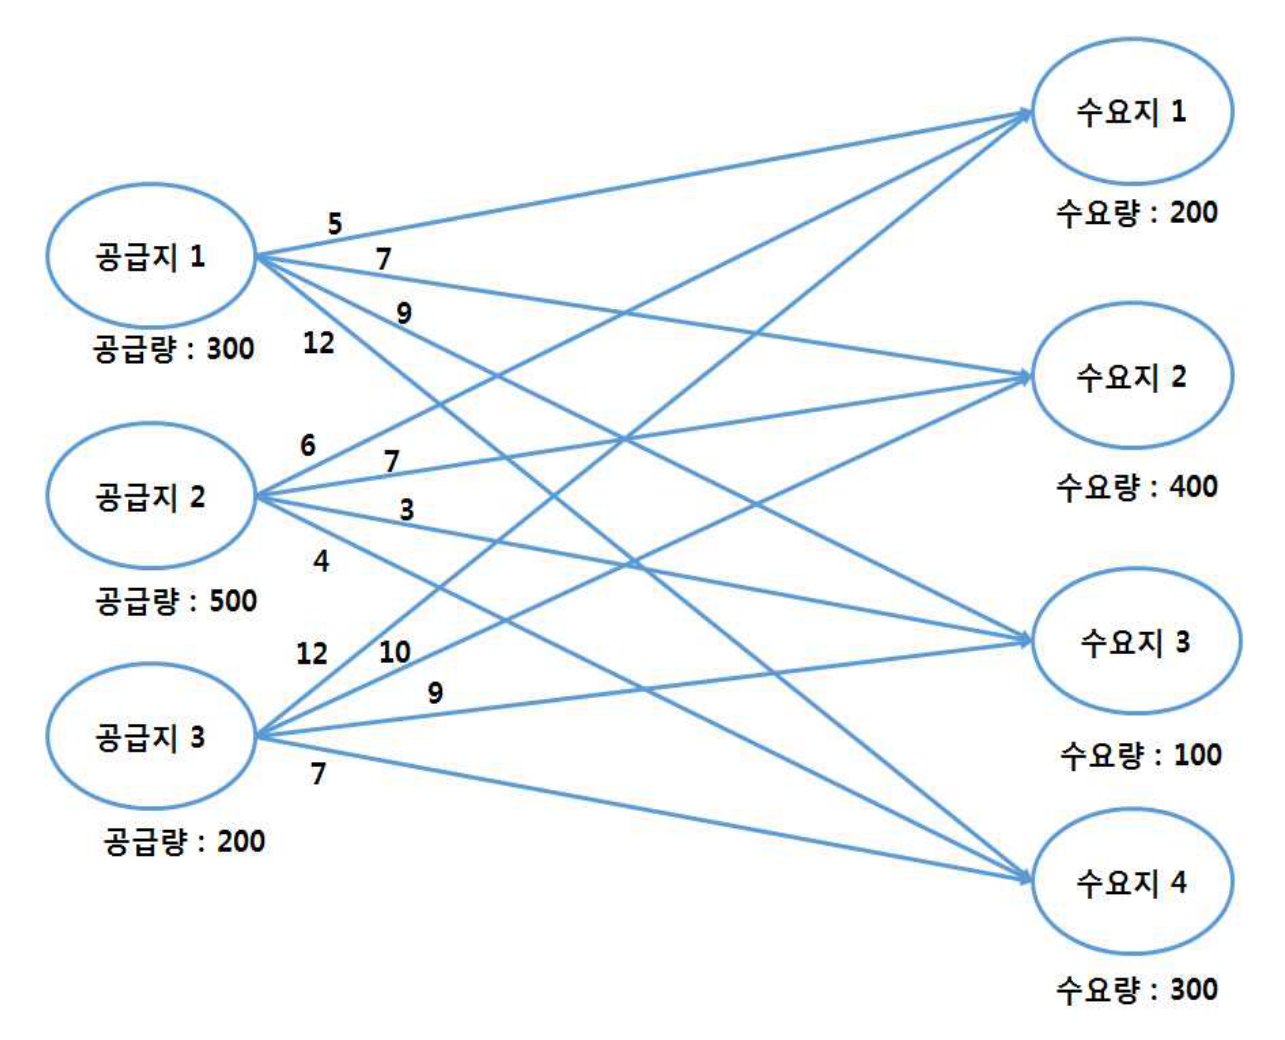 수요지 1
수요량 : 200
공급지 1
공급량 : 300
5
7
9
12
수요지 2
수요량 : 400
공급지 2
공급량 : 500
6
7
3
4
수요지 3
수요량 : 100
공급지 3
공급량 : 200
12
10
9
7
수요지 4
수요량 : 300